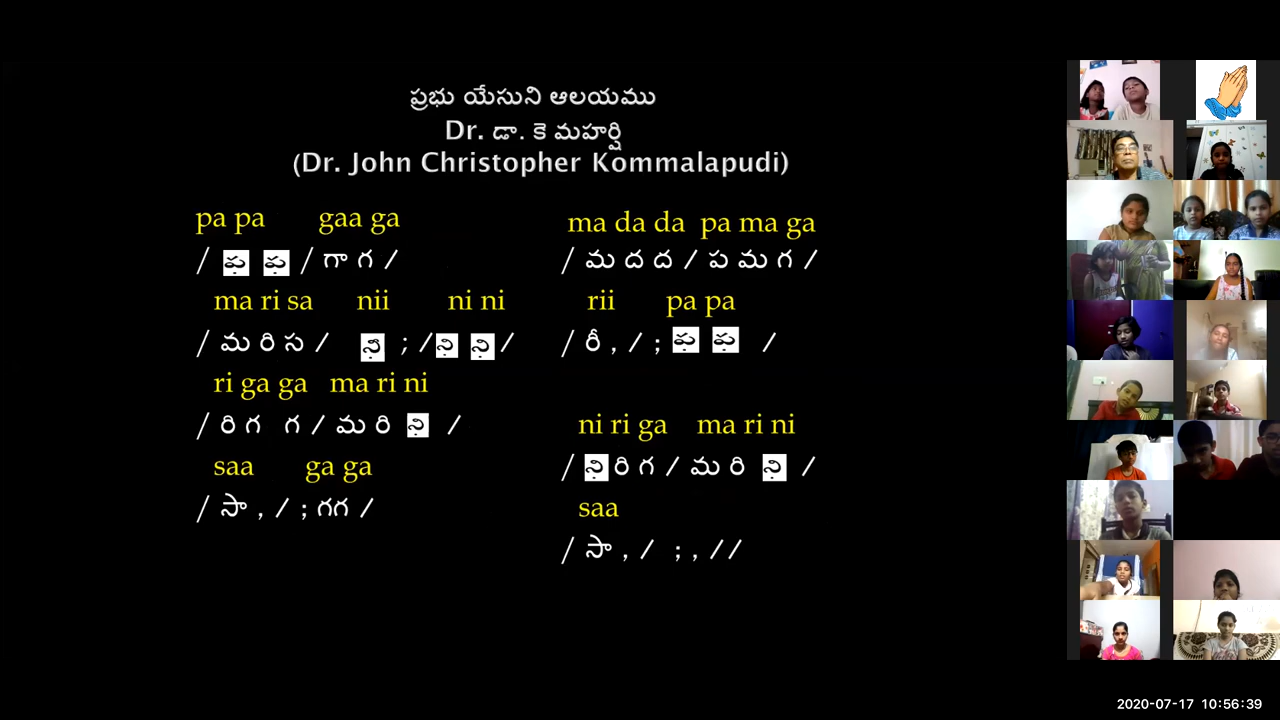 ప్రభు యేసుని ఆలయము
Dr. డా. కె మహర్షి
(Dr. John Christopher Kommalapudi)
pa pa gaa ga
/ ప̣ ప̣ / గా గ /
ma ri sa nii ni ni
/ మ రి స / నీ̣ ; / ని̣ ని̣ /
ri ga ga ma ri ni
/ రి గ గ / మ రి ని̣ /
saa ga ga
/ సా , / ; గగ /
ma da da pa ma ga
/ మ ద ద / ప మ గ /
rii pa pa
/ రీ , / ; ప̣ ప̣ /
ni ri ga ma ri ni
/ ని̣ రి గ / మ రి ని̣ /
saa
/ సా , / ; , //
2020-07-17 10:56:39